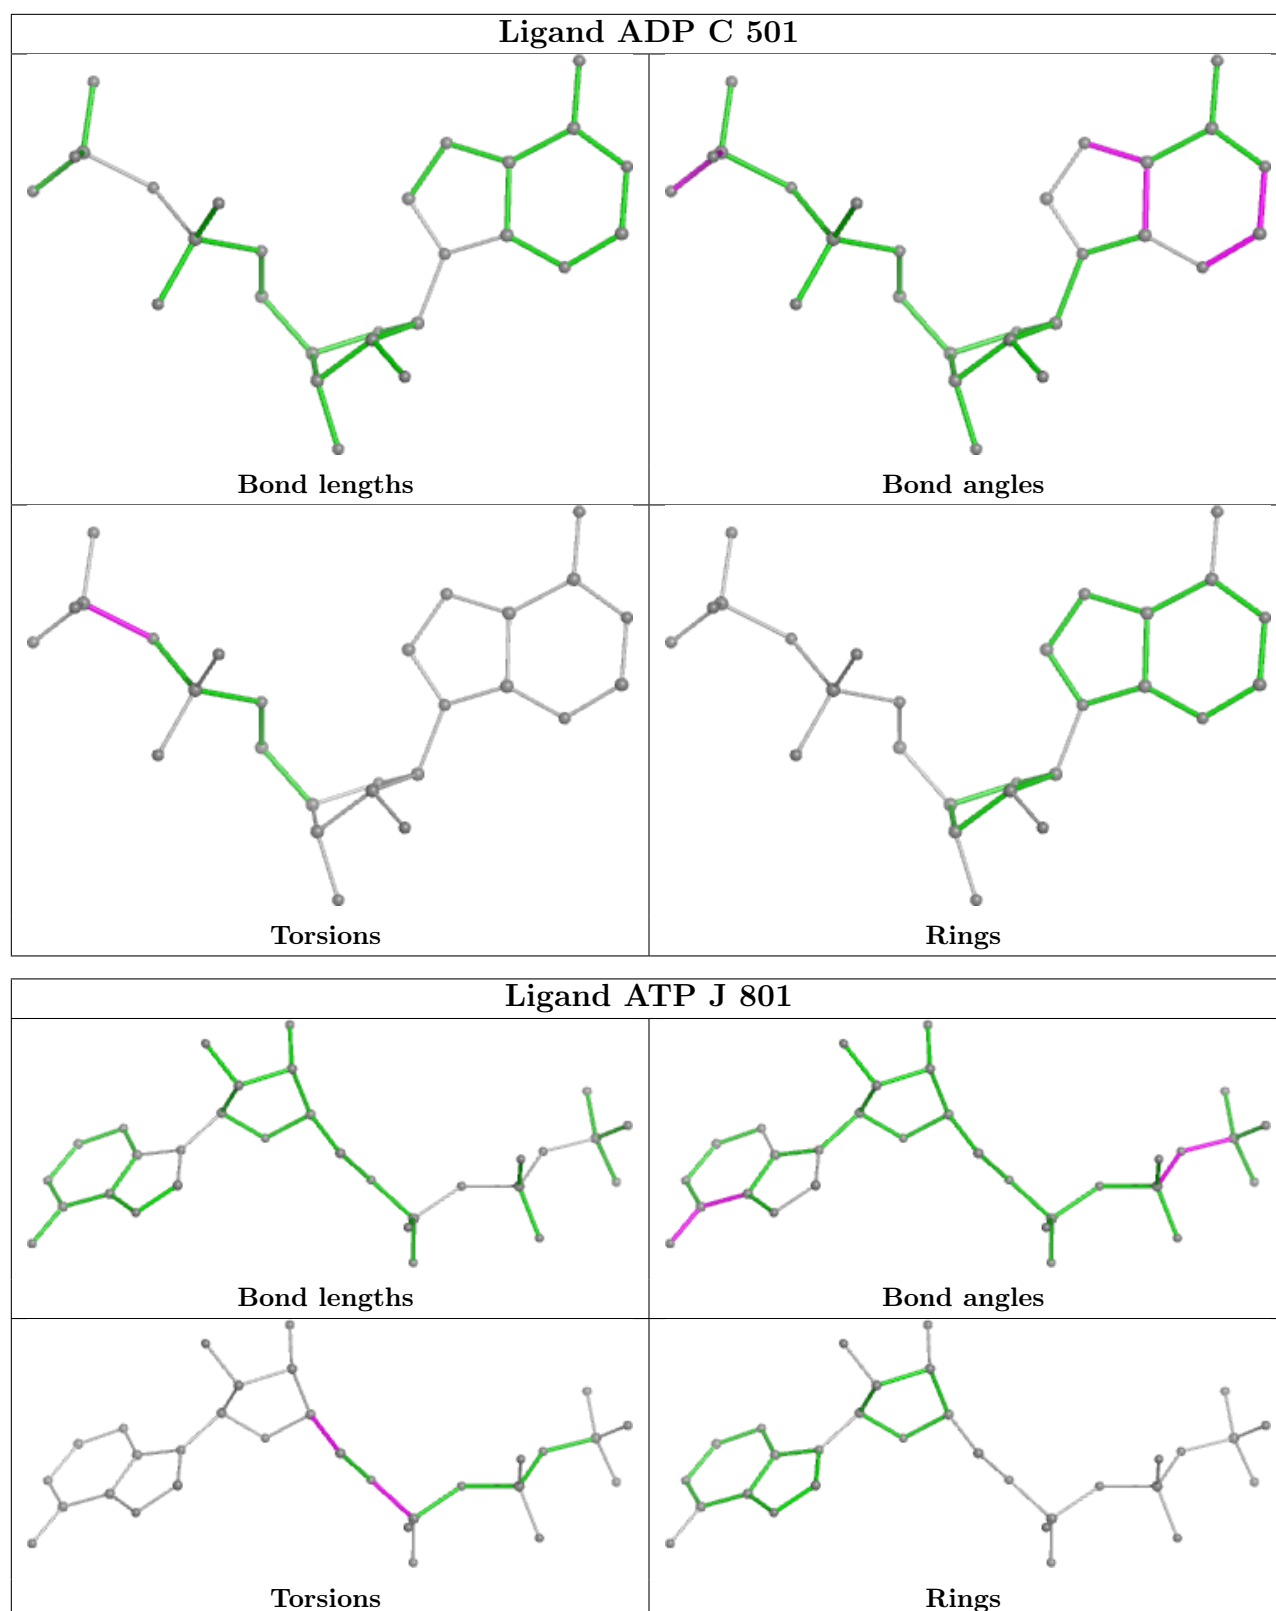 Ligand ADP C 501
Bond lengths
Bond angles
Torsions
Rings
Ligand ATP J 801
Bond lengths
Bond angles
Torsions
Rings